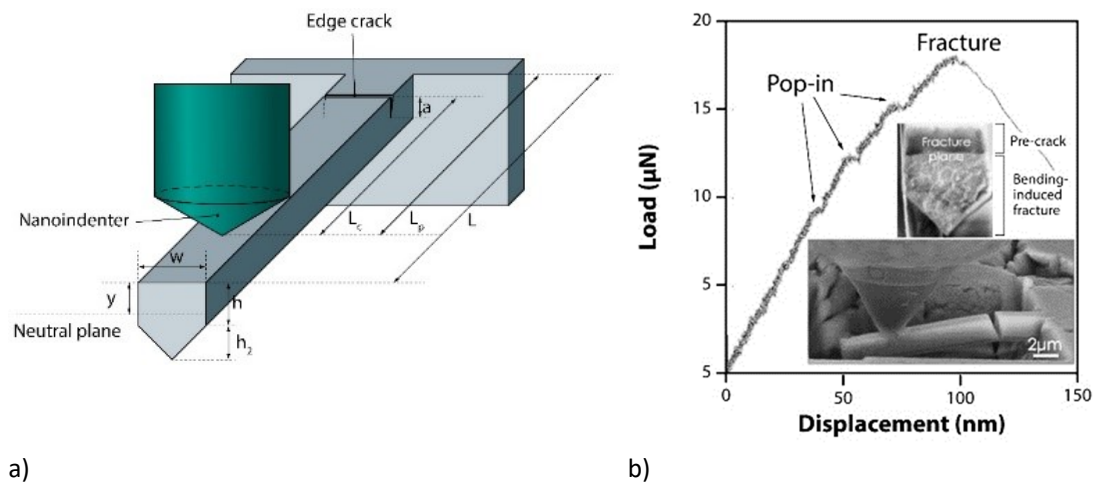 Edge crack
a
Nanoindenter
L_c
L_p
L
w
y
h
Neutral plane
h_2
a)
20
15
10
5
5
Load (µN)
Fracture
Pop-in
Fracture
plane
Pre-crack
Bending-
induced
fracture
2µm
0
50
100
150
Displacement (nm)
b)